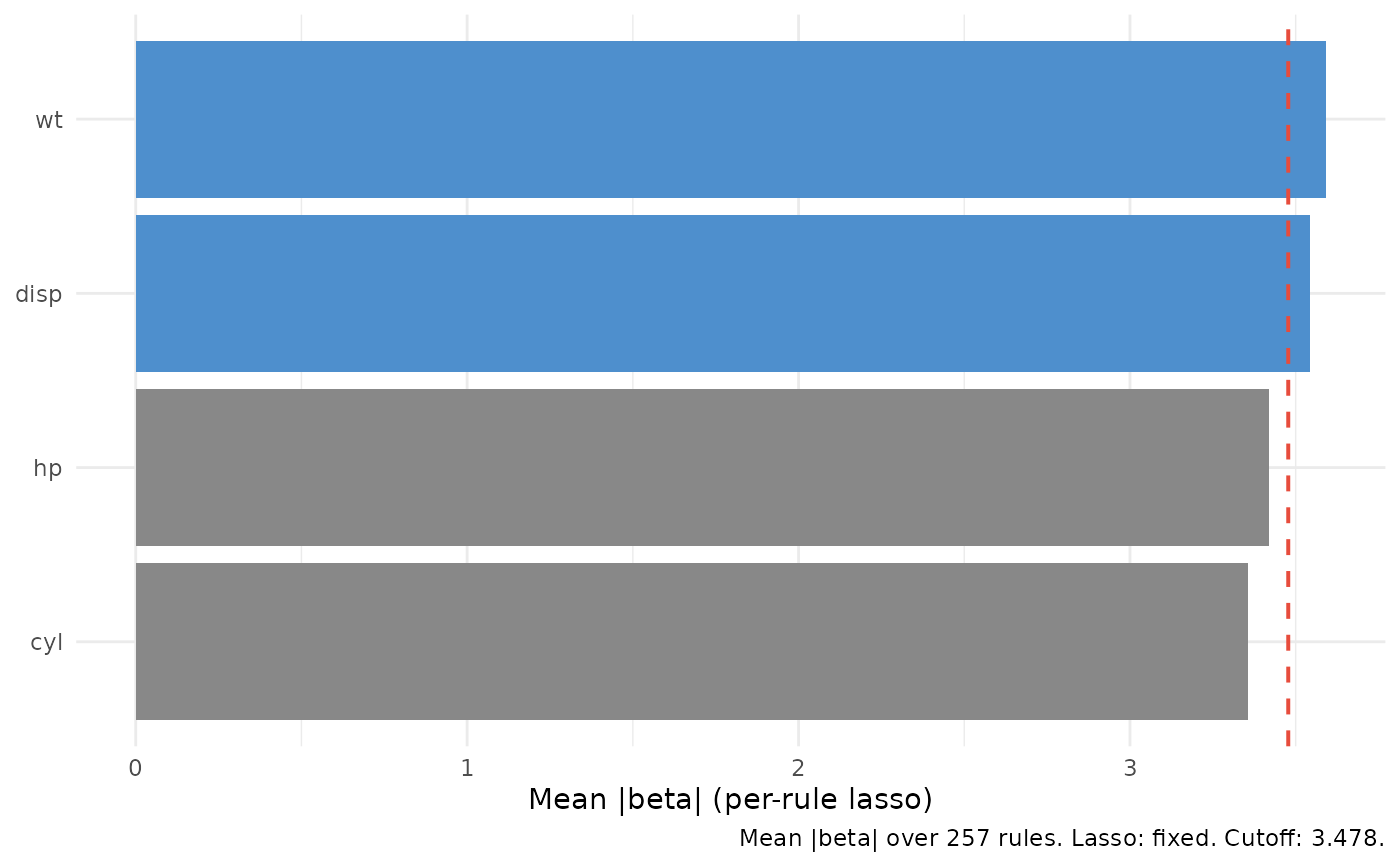 wt
disp
hp
cyl
0 1 2 3
Mean |beta| (per-rule lasso)
Mean |beta| over 257 rules. Lasso: fixed. Cutoff: 3.478.